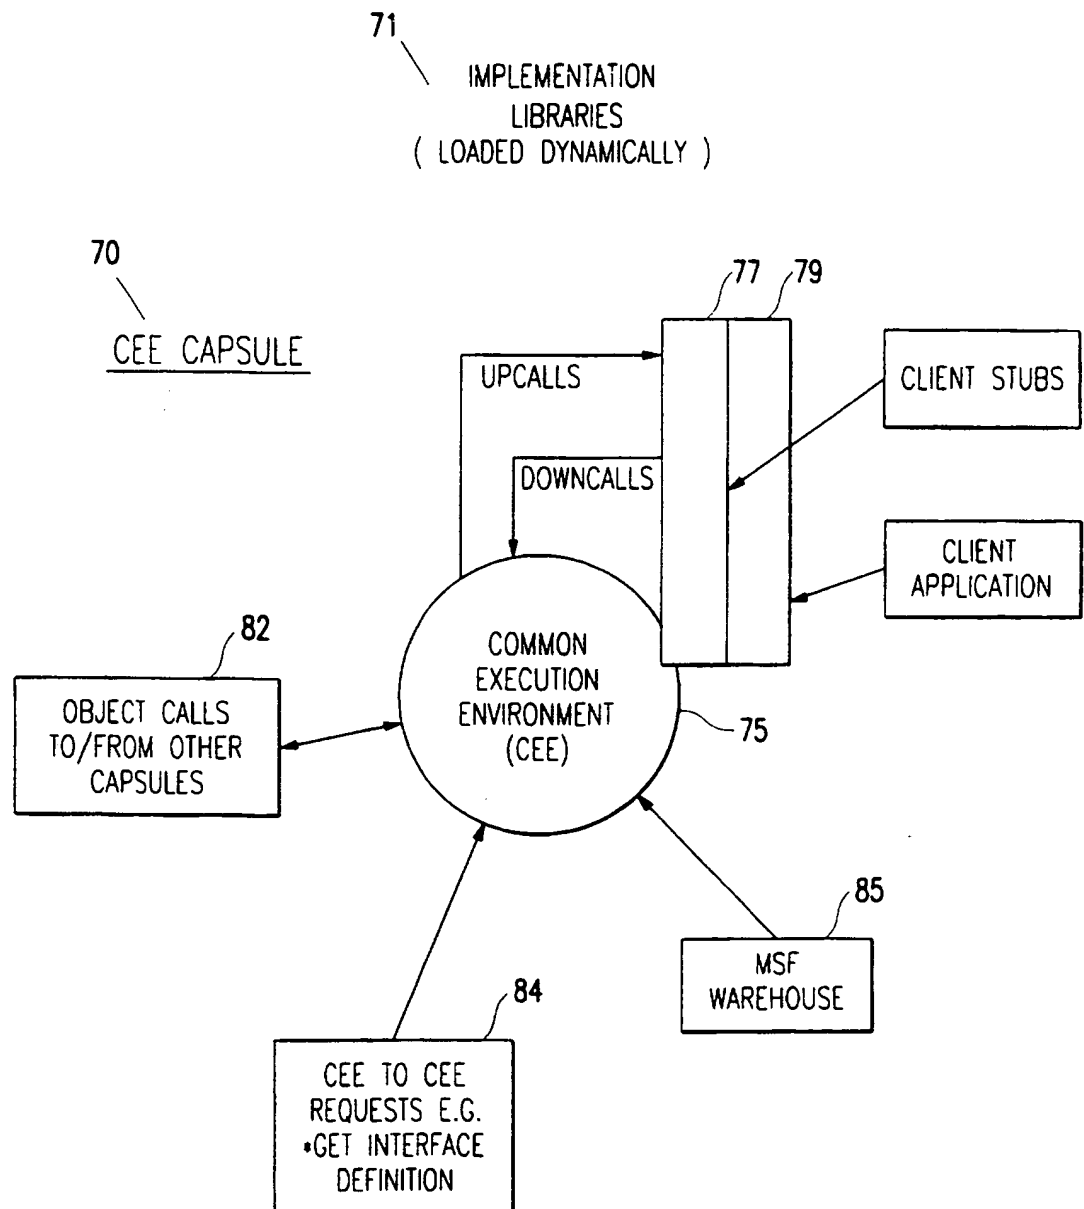 71
IMPLEMENTATION
LIBRARIES
( LOADED DYNAMICALLY )
70
CEE CAPSULE
77
79
UPCALLS
CLIENT STUBS
DOWNCALLS
CLIENT
APPLICATION
82
OBJECT CALLS
TO/FROM OTHER
CAPSULES
COMMON
EXECUTION
ENVIRONMENT
(CEE)
75
85
MSF
WAREHOUSE
84
CEE TO CEE
REQUESTS E.G.
*GET INTERFACE
DEFINITION